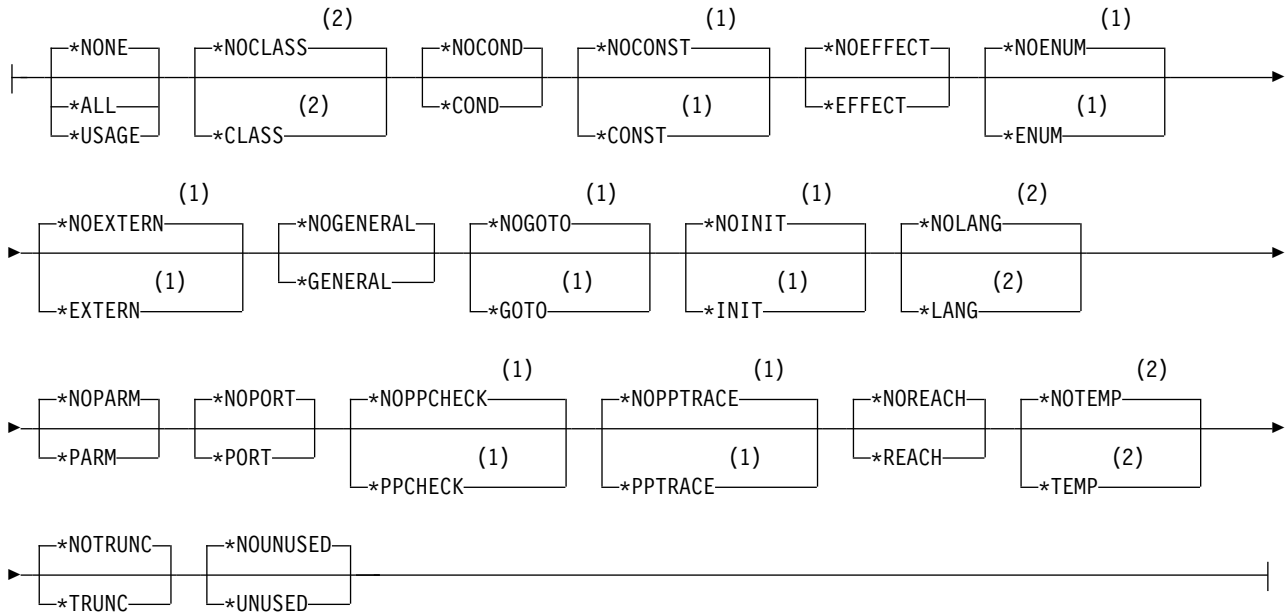 (2) (1) (1)
*NONE *NOCLASS *NOCOND *NOCONST *NOEFFECT *NOENUM
*ALL (2) *COND (1) *EFFECT (1)
*USAGE *CLASS *CONST *ENUM
(1) (1) (1) (2)
*NOEXTERN *NOGENERAL *NOGOTO *NOINIT *NOLANG
(1) *GENERAL (1) (1) (2)
*EXTERN *GOTO *INIT *LANG
(1) (1) (2)
*NOPARM *NOPORT *NOPPCHECK *NOPPTRACE *NOREACH *NOTEMP
*PARM *PORT (1) (1) *REACH (2)
*PPCHECK *PPTRACE *TEMP
*NOTRUNC *NOUNUSED
*TRUNC *UNUSED